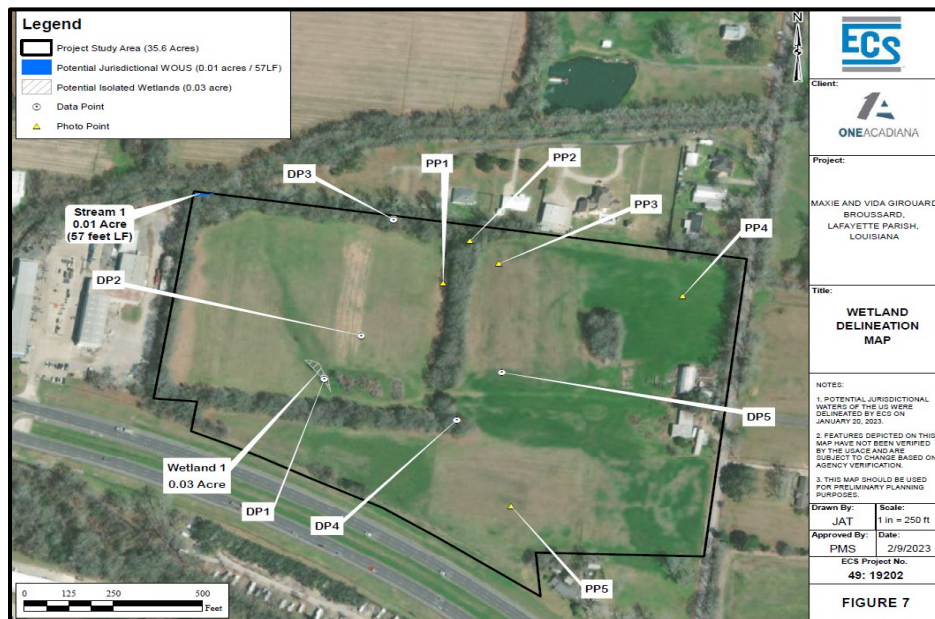 Legend
Project Study Area (35.6 Acres)
Potential Jurisdictional WOUS (0.01 acres / 57LF)
Potential Isolated Wetlands (0.03 acre)
Data Point
Photo Point
N
DP3
PP1
PP2
PP3
PP4
Stream 1
0.01 Acre
(57 feet LF)
DP2
DP5
Wetland 1
0.03 Acre
DP1
DP4
PP5
0 125 250 500
Feet
ECS
Client:
1A
ONEACADIANA
Project:
MAXIE AND VIDA GIROUARD
BROUSSARD,
LAFAYETTE PARISH,
LOUISIANA
Title:
WETLAND
DELINEATION
MAP
NOTES:
1. POTENTIAL JURISDICTIONAL
WATERS OF THE US WERE
DELINEATED BY ECS ON
JANUARY 20, 2023.
2. FEATURES DEPICTED ON THIS
MAP HAVE NOT BEEN VERIFIED
BY THE USACE AND ARE
SUBJECT TO CHANGE BASED ON
AGENCY VERIFICATION.
3. THIS MAP SHOULD BE USED
FOR PRELIMINARY PLANNING
PURPOSES.
Drawn By: Scale:
JAT 1 in = 250 ft
Approved By: Date:
PMS 2/9/2023
ECS Project No.
49: 19202
FIGURE 7